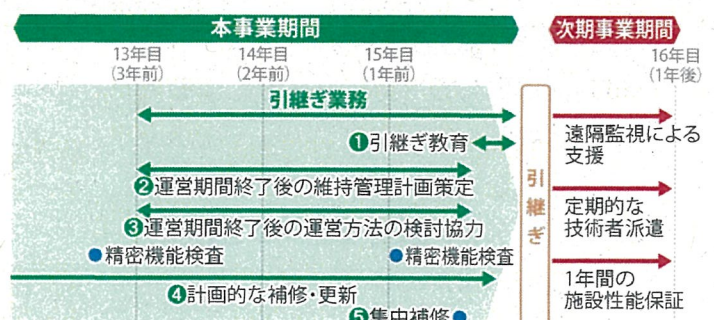 本事業期間
次期事業期間
13年目
(3年前)
14年目
(2年前)
15年目
(1年前)
16年目
(1年後)
引継ぎ業務
❶引継ぎ教育
❷運営期間終了後の維持管理計画策定
❸運営期間終了後の運営方法の検討協力
●精密機能検査
●精密機能検査
❹計画的な補修・更新
❺集中補修●
引継ぎ
遠隔監視による
支援
定期的な
技術者派遣
1年間の
施設性能保証